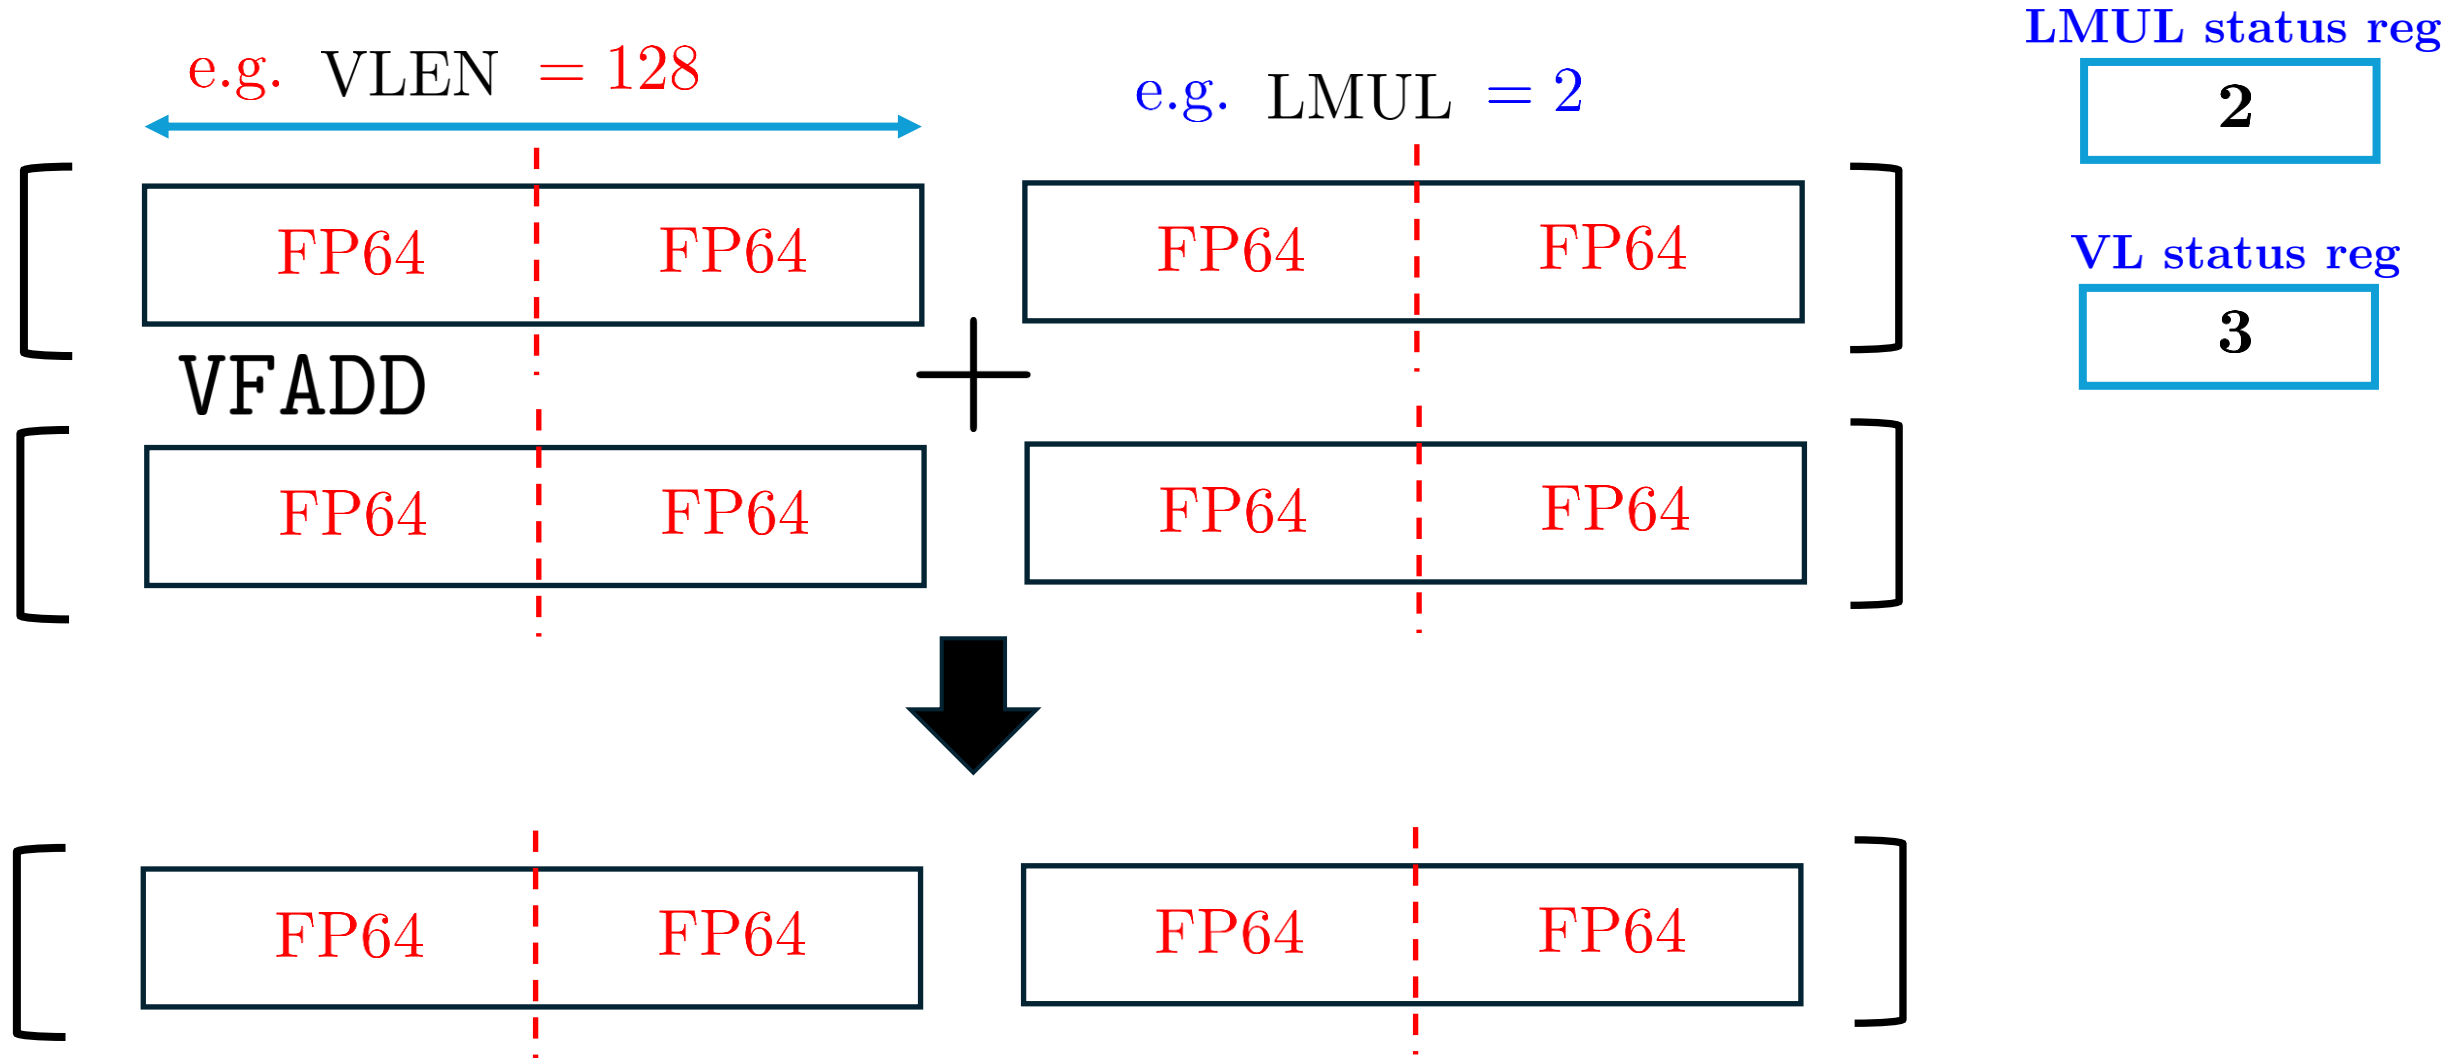 LMUL status reg
e.g. VLEN = 128
e.g. LMUL = 2
2
FP64 FP64 FP64 FP64
VL status reg
3
VFADD
+
FP64 FP64 FP64 FP64
FP64 FP64 FP64 FP64